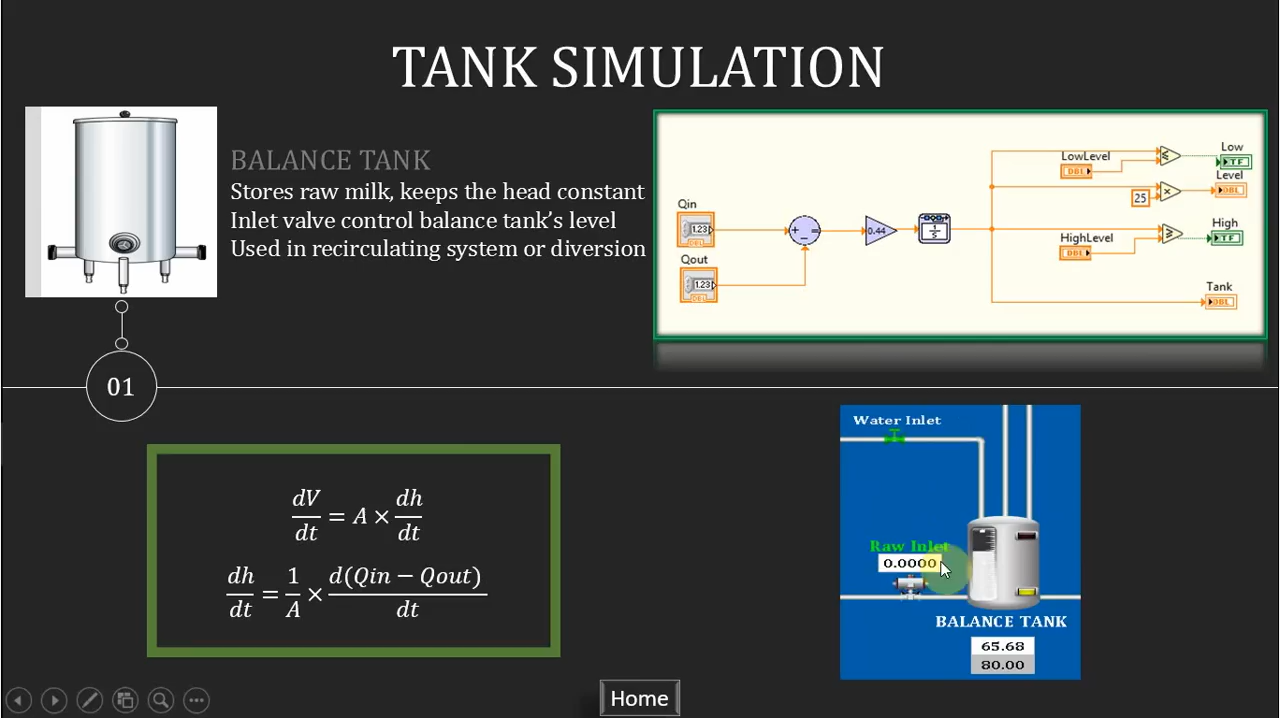 TANK SIMULATION
BALANCE TANK
Stores raw milk, keeps the head constant
Inlet valve control balance tank's level
Used in recirculating system or diversion
Qin
1.23
DBL
Qout
1.23
DBL
+
−
=
0.44
1/s
LowLevel
DBL
≤
Low
TF
Level
DBL
25
×
High
TF
HighLevel
DBL
≥
Tank
DBL
01
dV/dt = A × dh/dt
dh/dt = 1/A × d(Qin − Qout)/dt
Water Inlet
Raw Inlet
0.0000
BALANCE TANK
65.68
80.00
Home